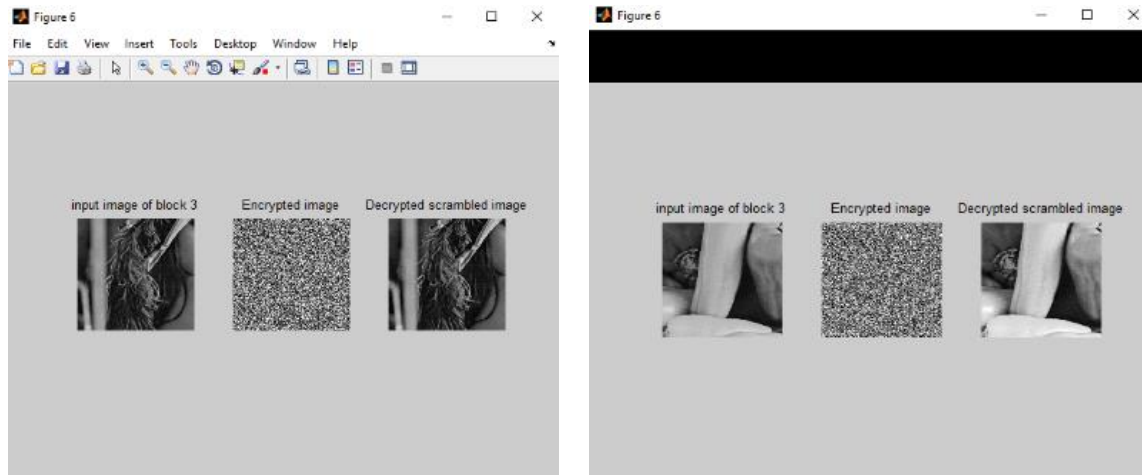 Figure 6
File Edit View Insert Tools Desktop Window Help
input image of block 3 Encrypted image Decrypted scrambled image
Figure 6
input image of block 3 Encrypted image Decrypted scrambled image